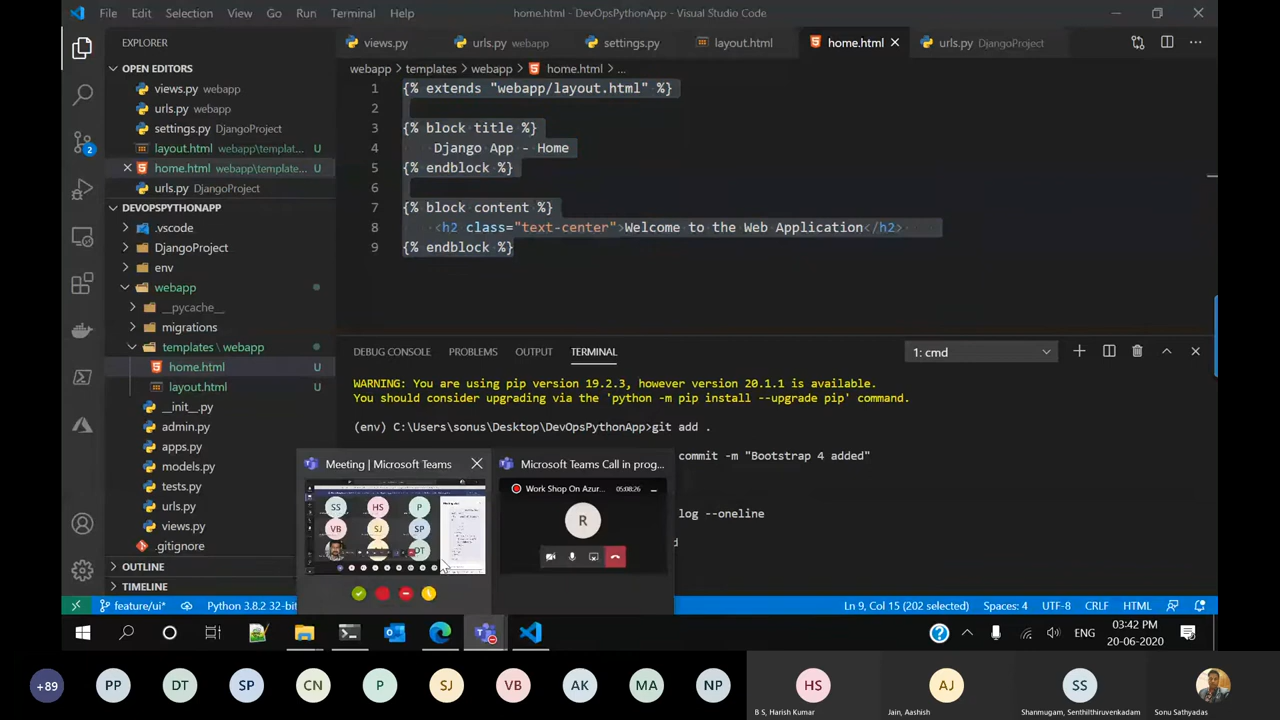 File Edit Selection View Go Run Terminal Help
home.html - DevOpsPythonApp - Visual Studio Code
EXPLORER
views.py
urls.py webapp
settings.py
layout.html
home.html
urls.py DjangoProject
OPEN EDITORS
views.py webapp
urls.py webapp
settings.py DjangoProject
layout.html webapp\templat... U
home.html webapp\template... U
urls.py DjangoProject
DEVOPSPYTHONAPP
.vscode
DjangoProject
env
webapp
__pycache__
migrations
templates \ webapp
home.html U
layout.html U
__init__.py
admin.py
apps.py
models.py
tests.py
urls.py
views.py
.gitignore
OUTLINE
TIMELINE
2
webapp > templates > webapp > home.html > ...
1 {% extends "webapp/layout.html" %}
2
3 {% block title %}
4 Django App - Home
5 {% endblock %}
6
7 {% block content %}
8 <h2 class="text-center">Welcome to the Web Application</h2>
9 {% endblock %}
DEBUG CONSOLE PROBLEMS OUTPUT TERMINAL
1: cmd
WARNING: You are using pip version 19.2.3, however version 20.1.1 is available.
You should consider upgrading via the 'python -m pip install --upgrade pip' command.
(env) C:\Users\sonus\Desktop\DevOpsPythonApp>git add .
commit -m "Bootstrap 4 added"
log --oneline
d
Meeting | Microsoft Teams
SS HS P
VB SJ SP
DT
Microsoft Teams Call in prog...
Work Shop On Azur... 05:08:26
R
feature/ui* Python 3.8.2 32-bit
Ln 9, Col 15 (202 selected) Spaces: 4 UTF-8 CRLF HTML
ENG
03:42 PM
20-06-2020
+89 PP DT SP CN P SJ VB AK MA NP
HS
B S, Harish Kumar
AJ
Jain, Aashish
SS
Shanmugam, Senthilthiruvenkadam
Sonu Sathyadas